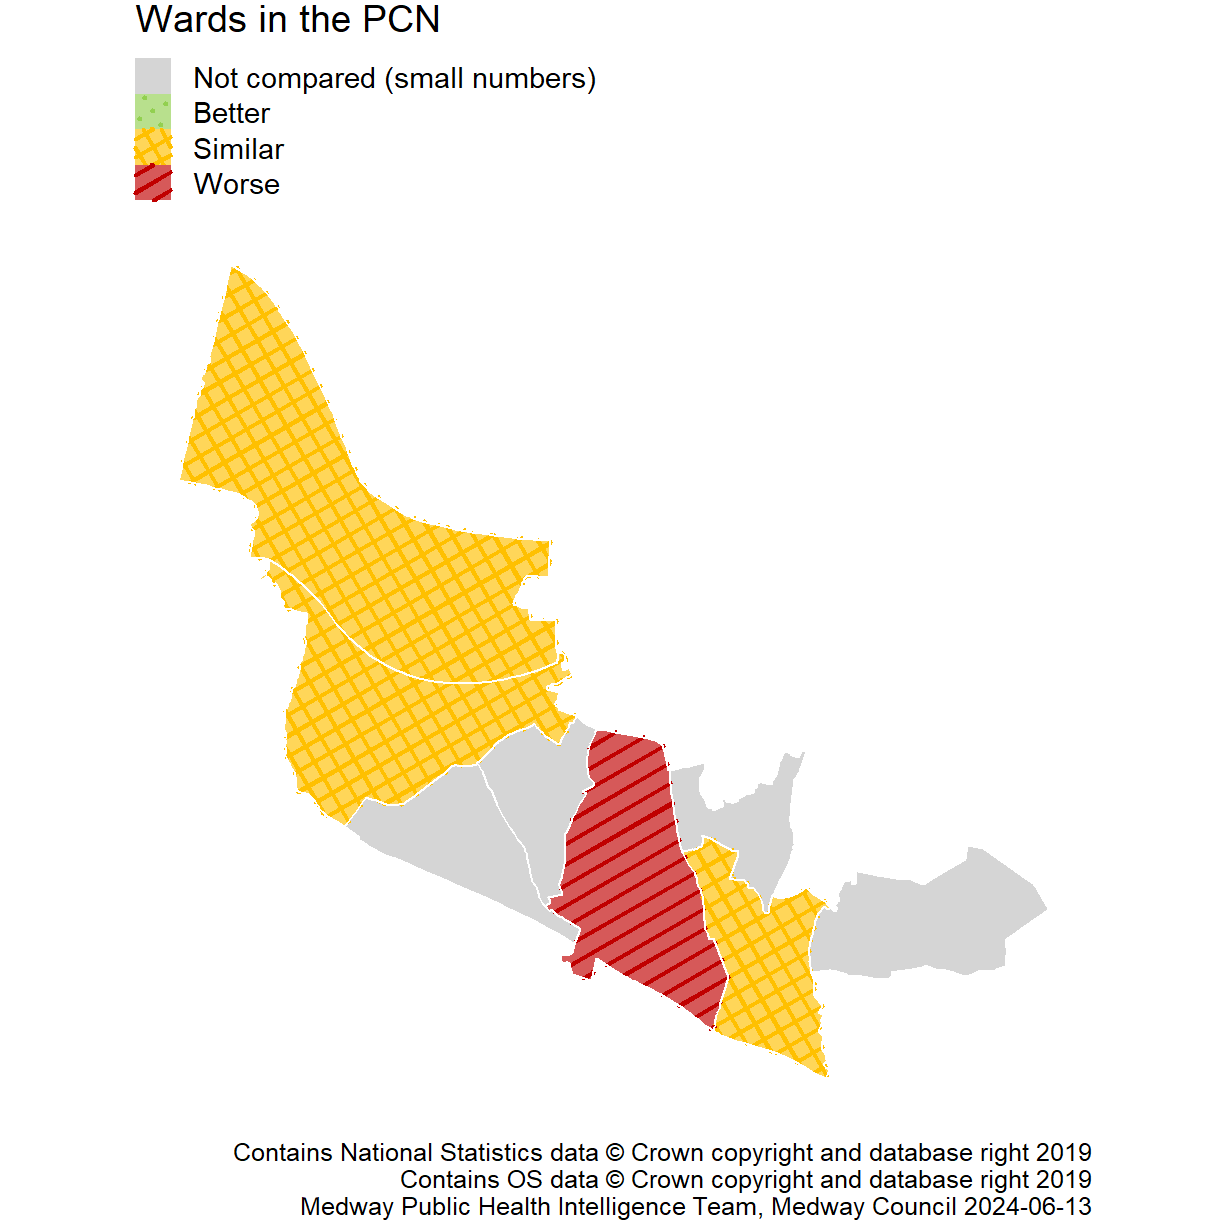 Wards in the PCN
Not compared (small numbers)
Better
Similar
Worse
Contains National Statistics data © Crown copyright and database right 2019
Contains OS data © Crown copyright and database right 2019
Medway Public Health Intelligence Team, Medway Council 2024-06-13